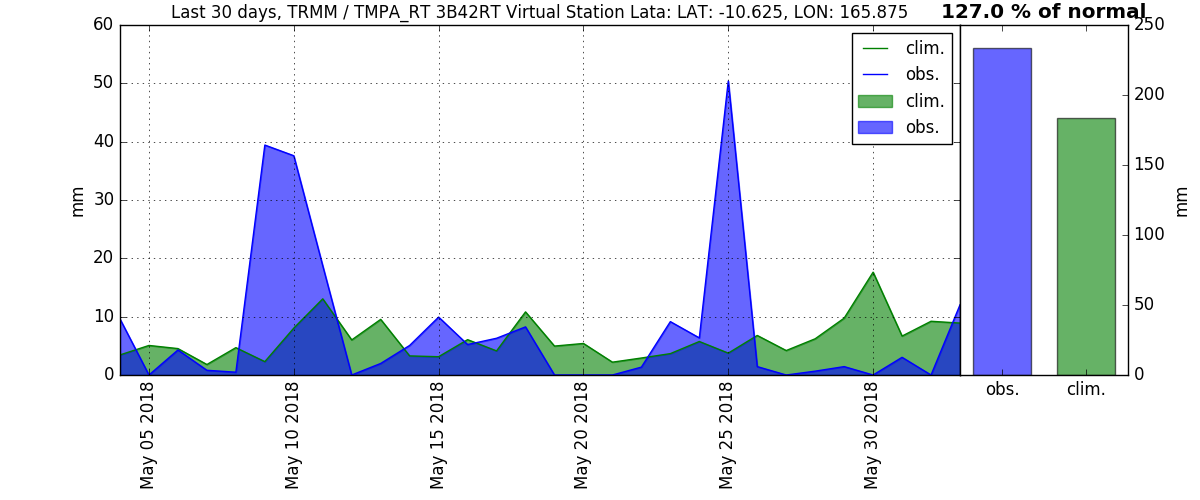 Last 30 days, TRMM / TMPA_RT 3B42RT Virtual Station Lata: LAT: -10.625, LON: 165.875
127.0 % of normal
60
50
40
30
20
10
0
mm
clim.
obs.
clim.
obs.
May 05 2018
May 10 2018
May 15 2018
May 20 2018
May 25 2018
May 30 2018
250
200
150
100
50
0
mm
obs.
clim.